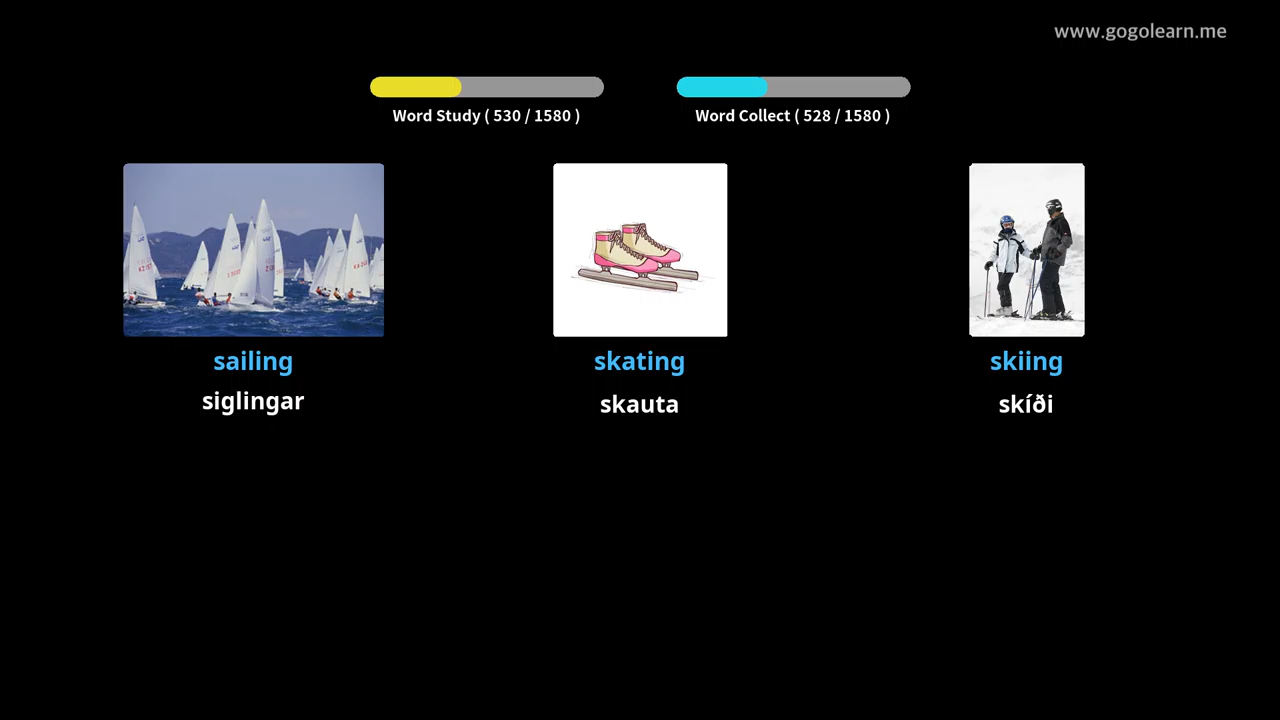 www.gogolearn.me
Word Study ( 530 / 1580 )
Word Collect ( 528 / 1580 )
sailing
siglingar
skating
skauta
skiing
skíði